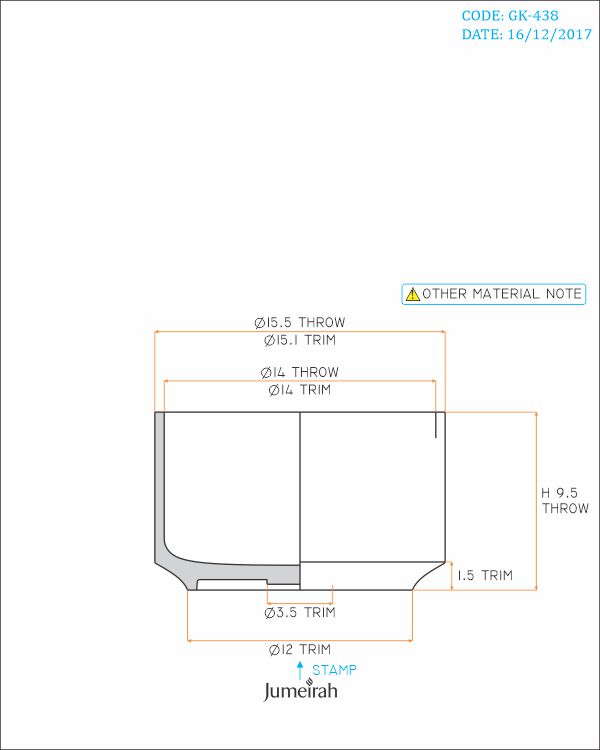 CODE: GK-438
DATE: 16/12/2017
OTHER MATERIAL NOTE
Ø15.5 THROW
Ø15.1 TRIM
Ø14 THROW
Ø14 TRIM
H 9.5
THROW
1.5 TRIM
Ø3.5 TRIM
Ø12 TRIM
STAMP
Jumeirah